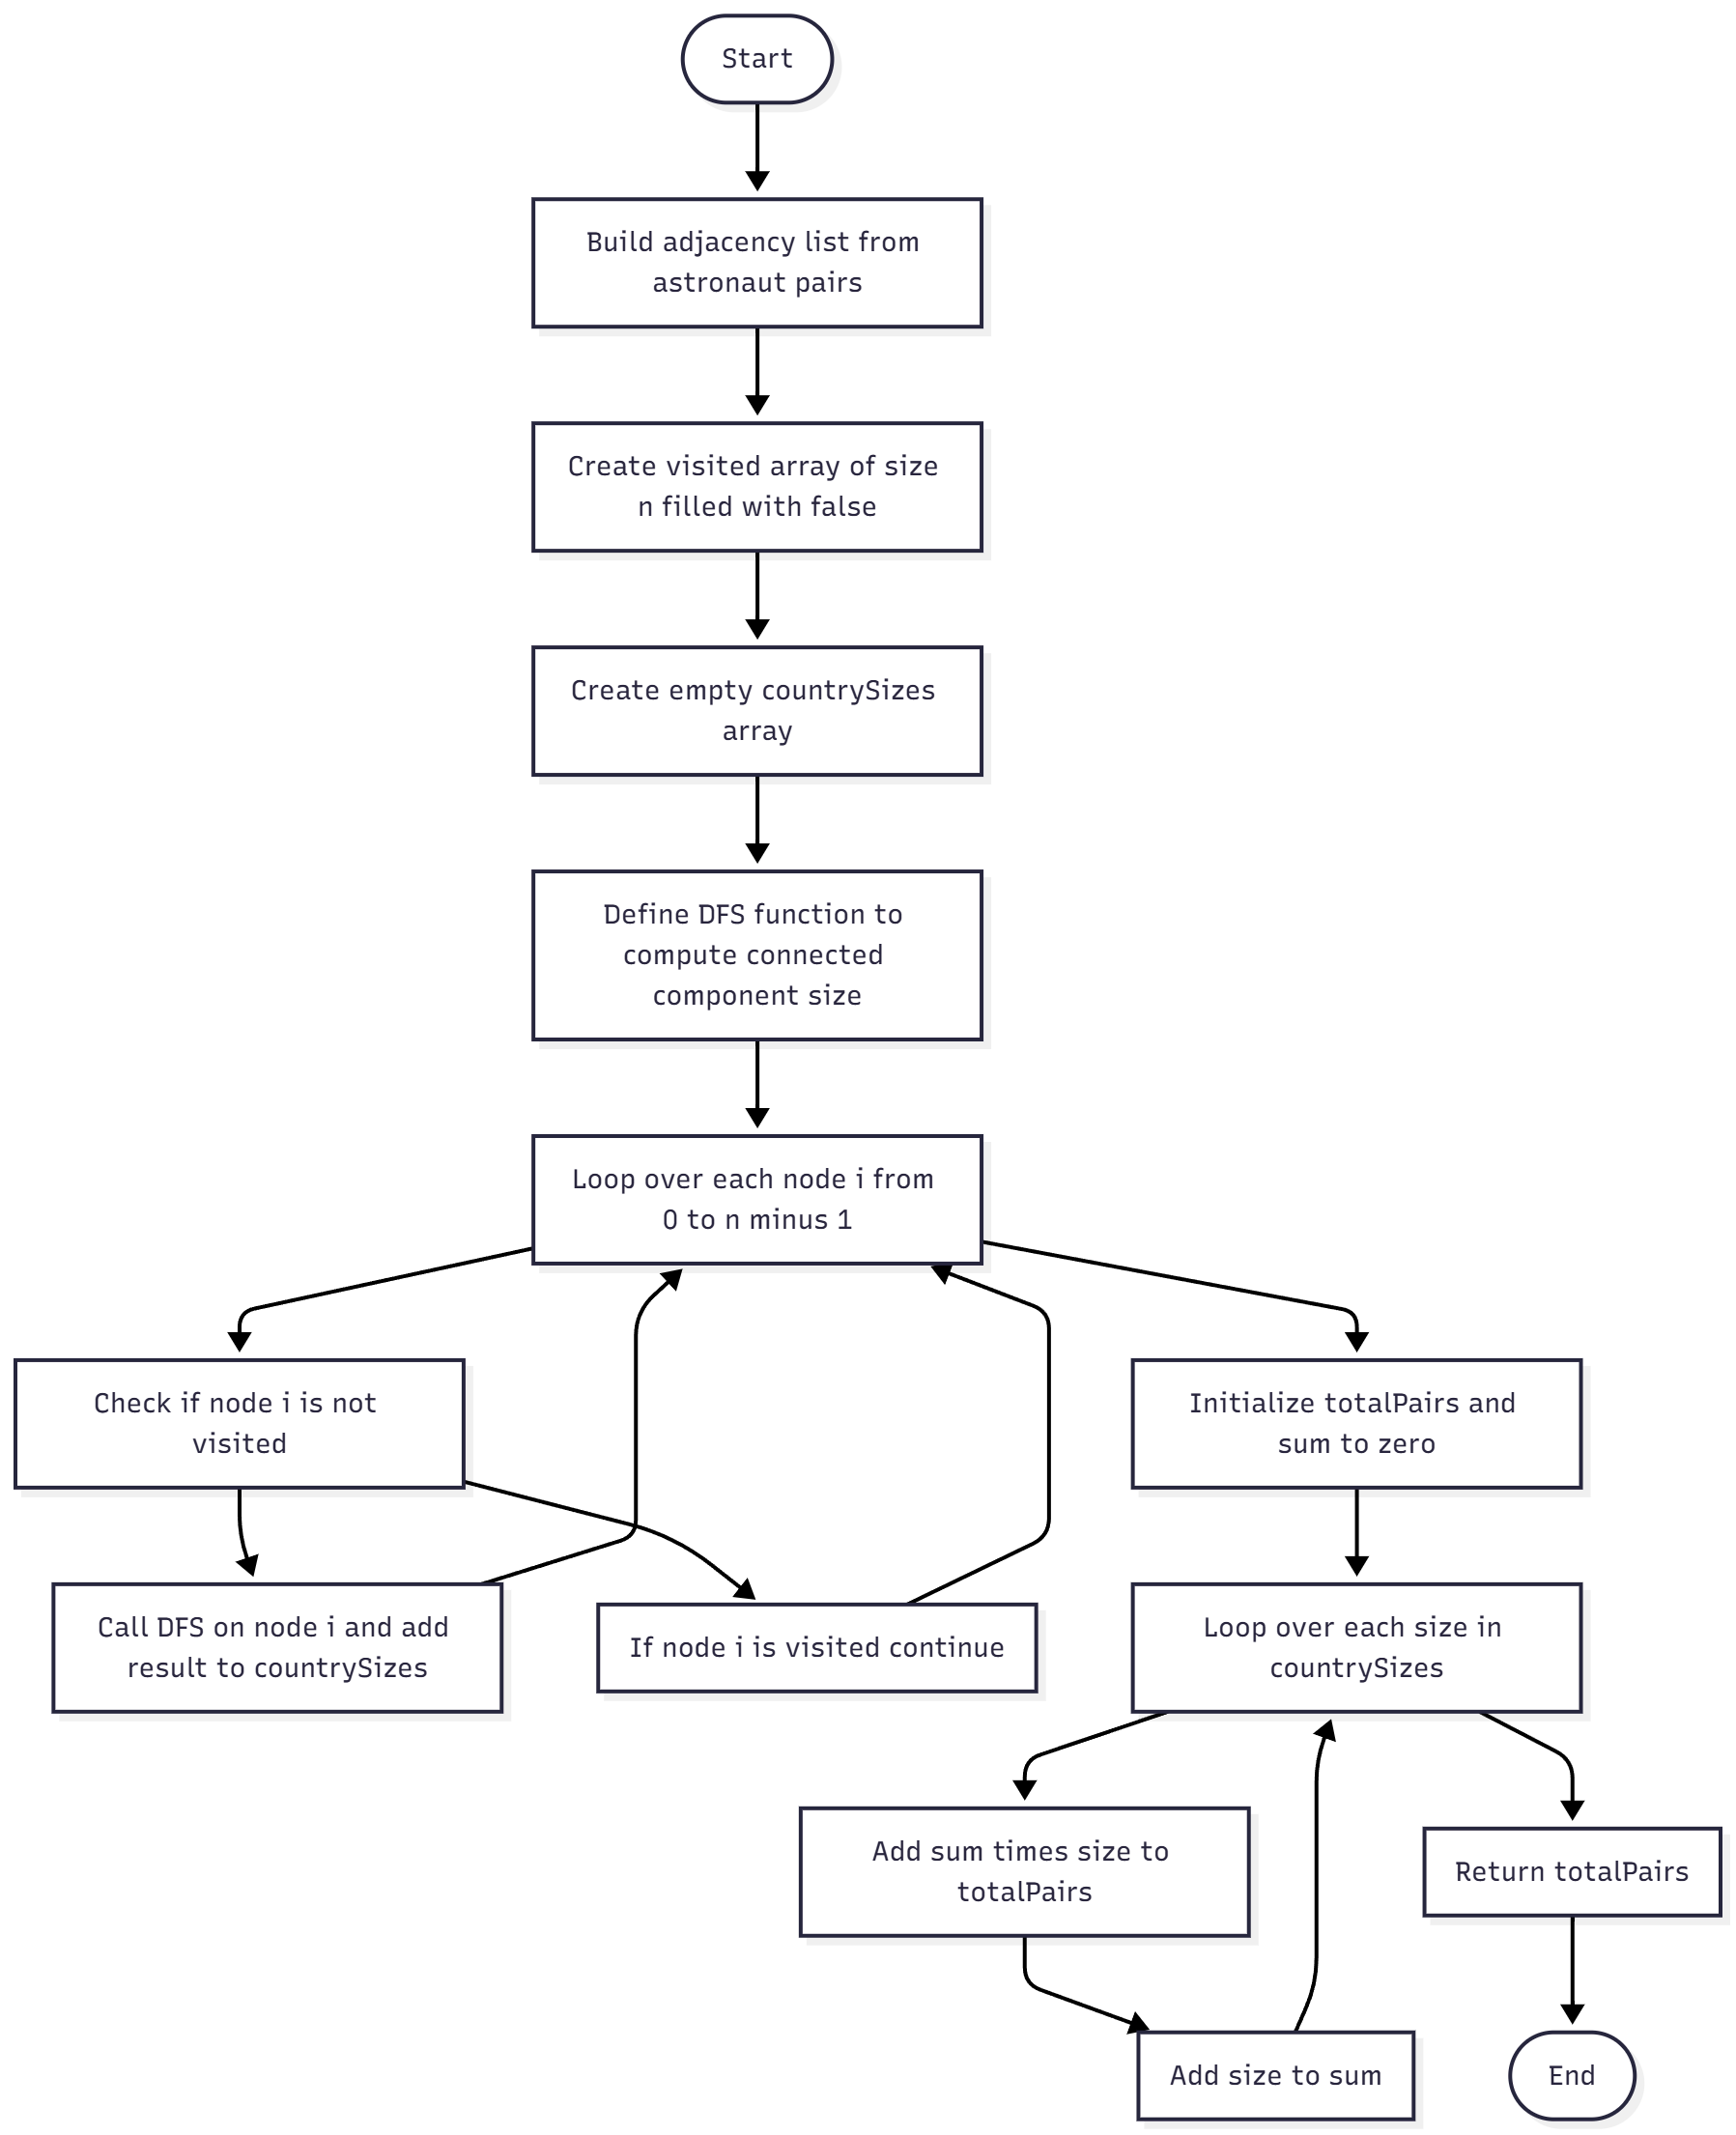 Start
Build adjacency list from
astronaut pairs
Create visited array of size
n filled with false
Create empty countrySizes
array
Define DFS function to
compute connected
component size
Loop over each node i from
0 to n minus 1
Check if node i is not
visited
Initialize totalPairs and
sum to zero
Call DFS on node i and add
result to countrySizes
If node i is visited continue
Loop over each size in
countrySizes
Add sum times size to
totalPairs
Return totalPairs
Add size to sum
End